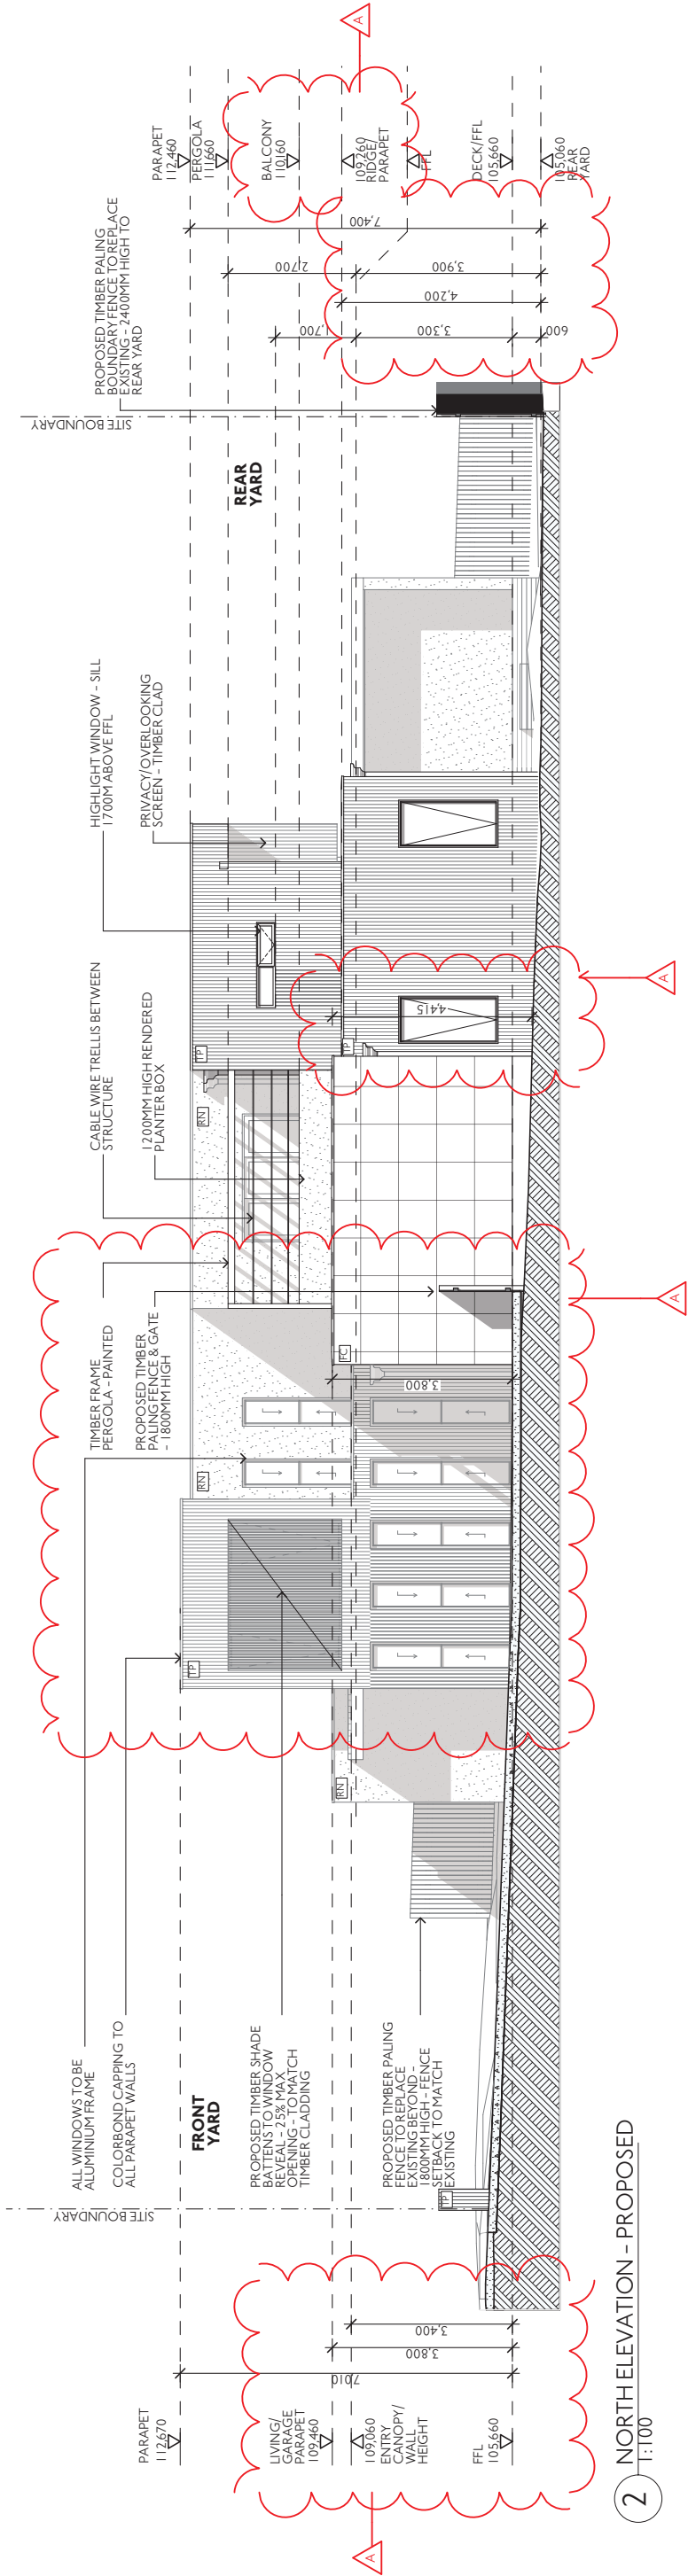 ALL WINDOWS TO BE
ALUMINIUM FRAME
COLORBOND CAPPING TO
ALL PARAPET WALLS
FRONT
YARD
PROPOSED TIMBER SHADE
BATTENS TO WINDOW
REVEAL - 25% MAX
OPENING - TO MATCH
TIMBER CLADDING
PROPOSED TIMBER PALING
FENCE TO REPLACE
EXISTING BEYOND -
1800MM HIGH - FENCE
SETBACK TO MATCH
EXISTING
SITE BOUNDARY
PARAPET
112,670
LIVING/
GARAGE
PARAPET
109,460
109,060
ENTRY
CANOPY/
WALL
HEIGHT
FFL
105,660
7,010
3,800
3,400
A
TP
TP
RN
RN
TIMBER FRAME
PERGOLA - PAINTED
PROPOSED TIMBER
PALING FENCE & GATE
- 1800MM HIGH
FC
3,800
A
CABLE WIRE TRELLIS BETWEEN
STRUCTURE
1200MM HIGH RENDERED
PLANTER BOX
RN
TP
TP
4,415
A
HIGHLIGHT WINDOW - SILL
1700M ABOVE FFL
PRIVACY/OVERLOOKING
SCREEN - TIMBER CLAD
REAR
YARD
SITE BOUNDARY
PROPOSED TIMBER PALING
BOUNDARY FENCE TO REPLACE
EXISTING - 2400MM HIGH TO
REAR YARD
1,700
3,300
600
4,200
2,700
3,900
7,400
PARAPET
112,460
PERGOLA
111,660
BALCONY
110,160
109,260
RIDGE/
PARAPET
FFL
DECK/FFL
105,660
105,060
REAR
YARD
A
2
NORTH ELEVATION - PROPOSED
1:100